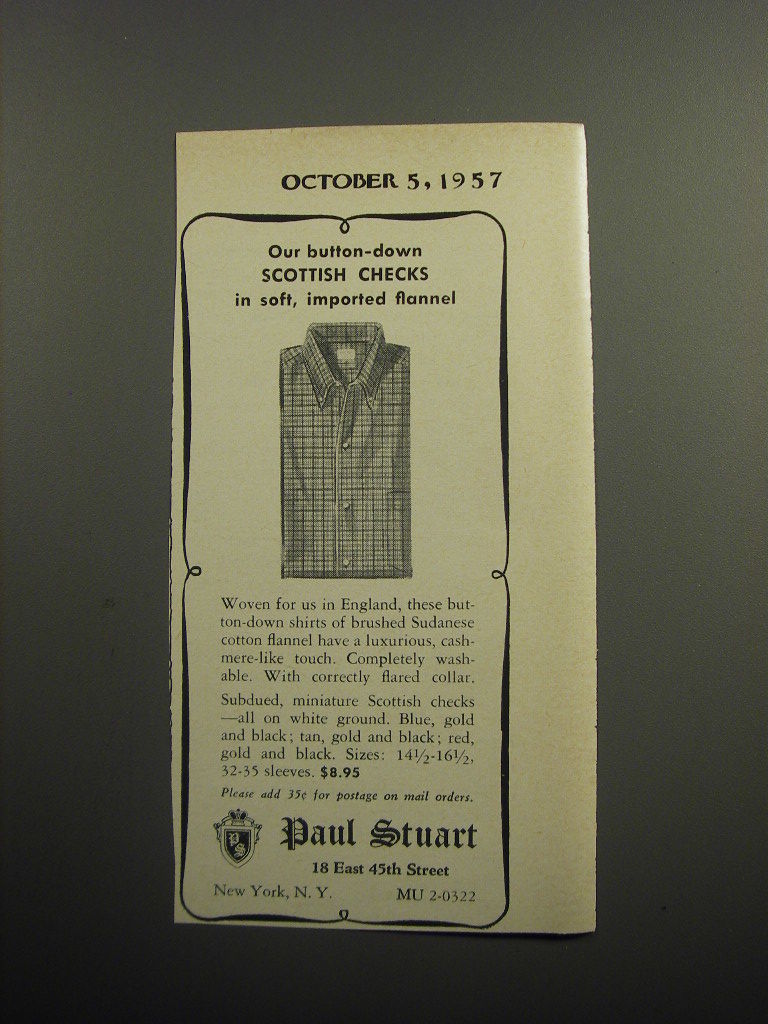 OCTOBER 5, 1957
Our button-down
SCOTTISH CHECKS
in soft, imported flannel
Woven for us in England, these but-
ton-down shirts of brushed Sudanese
cotton flannel have a luxurious, cash-
mere-like touch. Completely wash-
able. With correctly flared collar.
Subdued, miniature Scottish checks
—all on white ground. Blue, gold
and black; tan, gold and black; red,
gold and black. Sizes: 14½-16½,
32-35 sleeves. $8.95
Please add 35¢ for postage on mail orders.
PS
Paul Stuart
18 East 45th Street
New York, N. Y. MU 2-0322